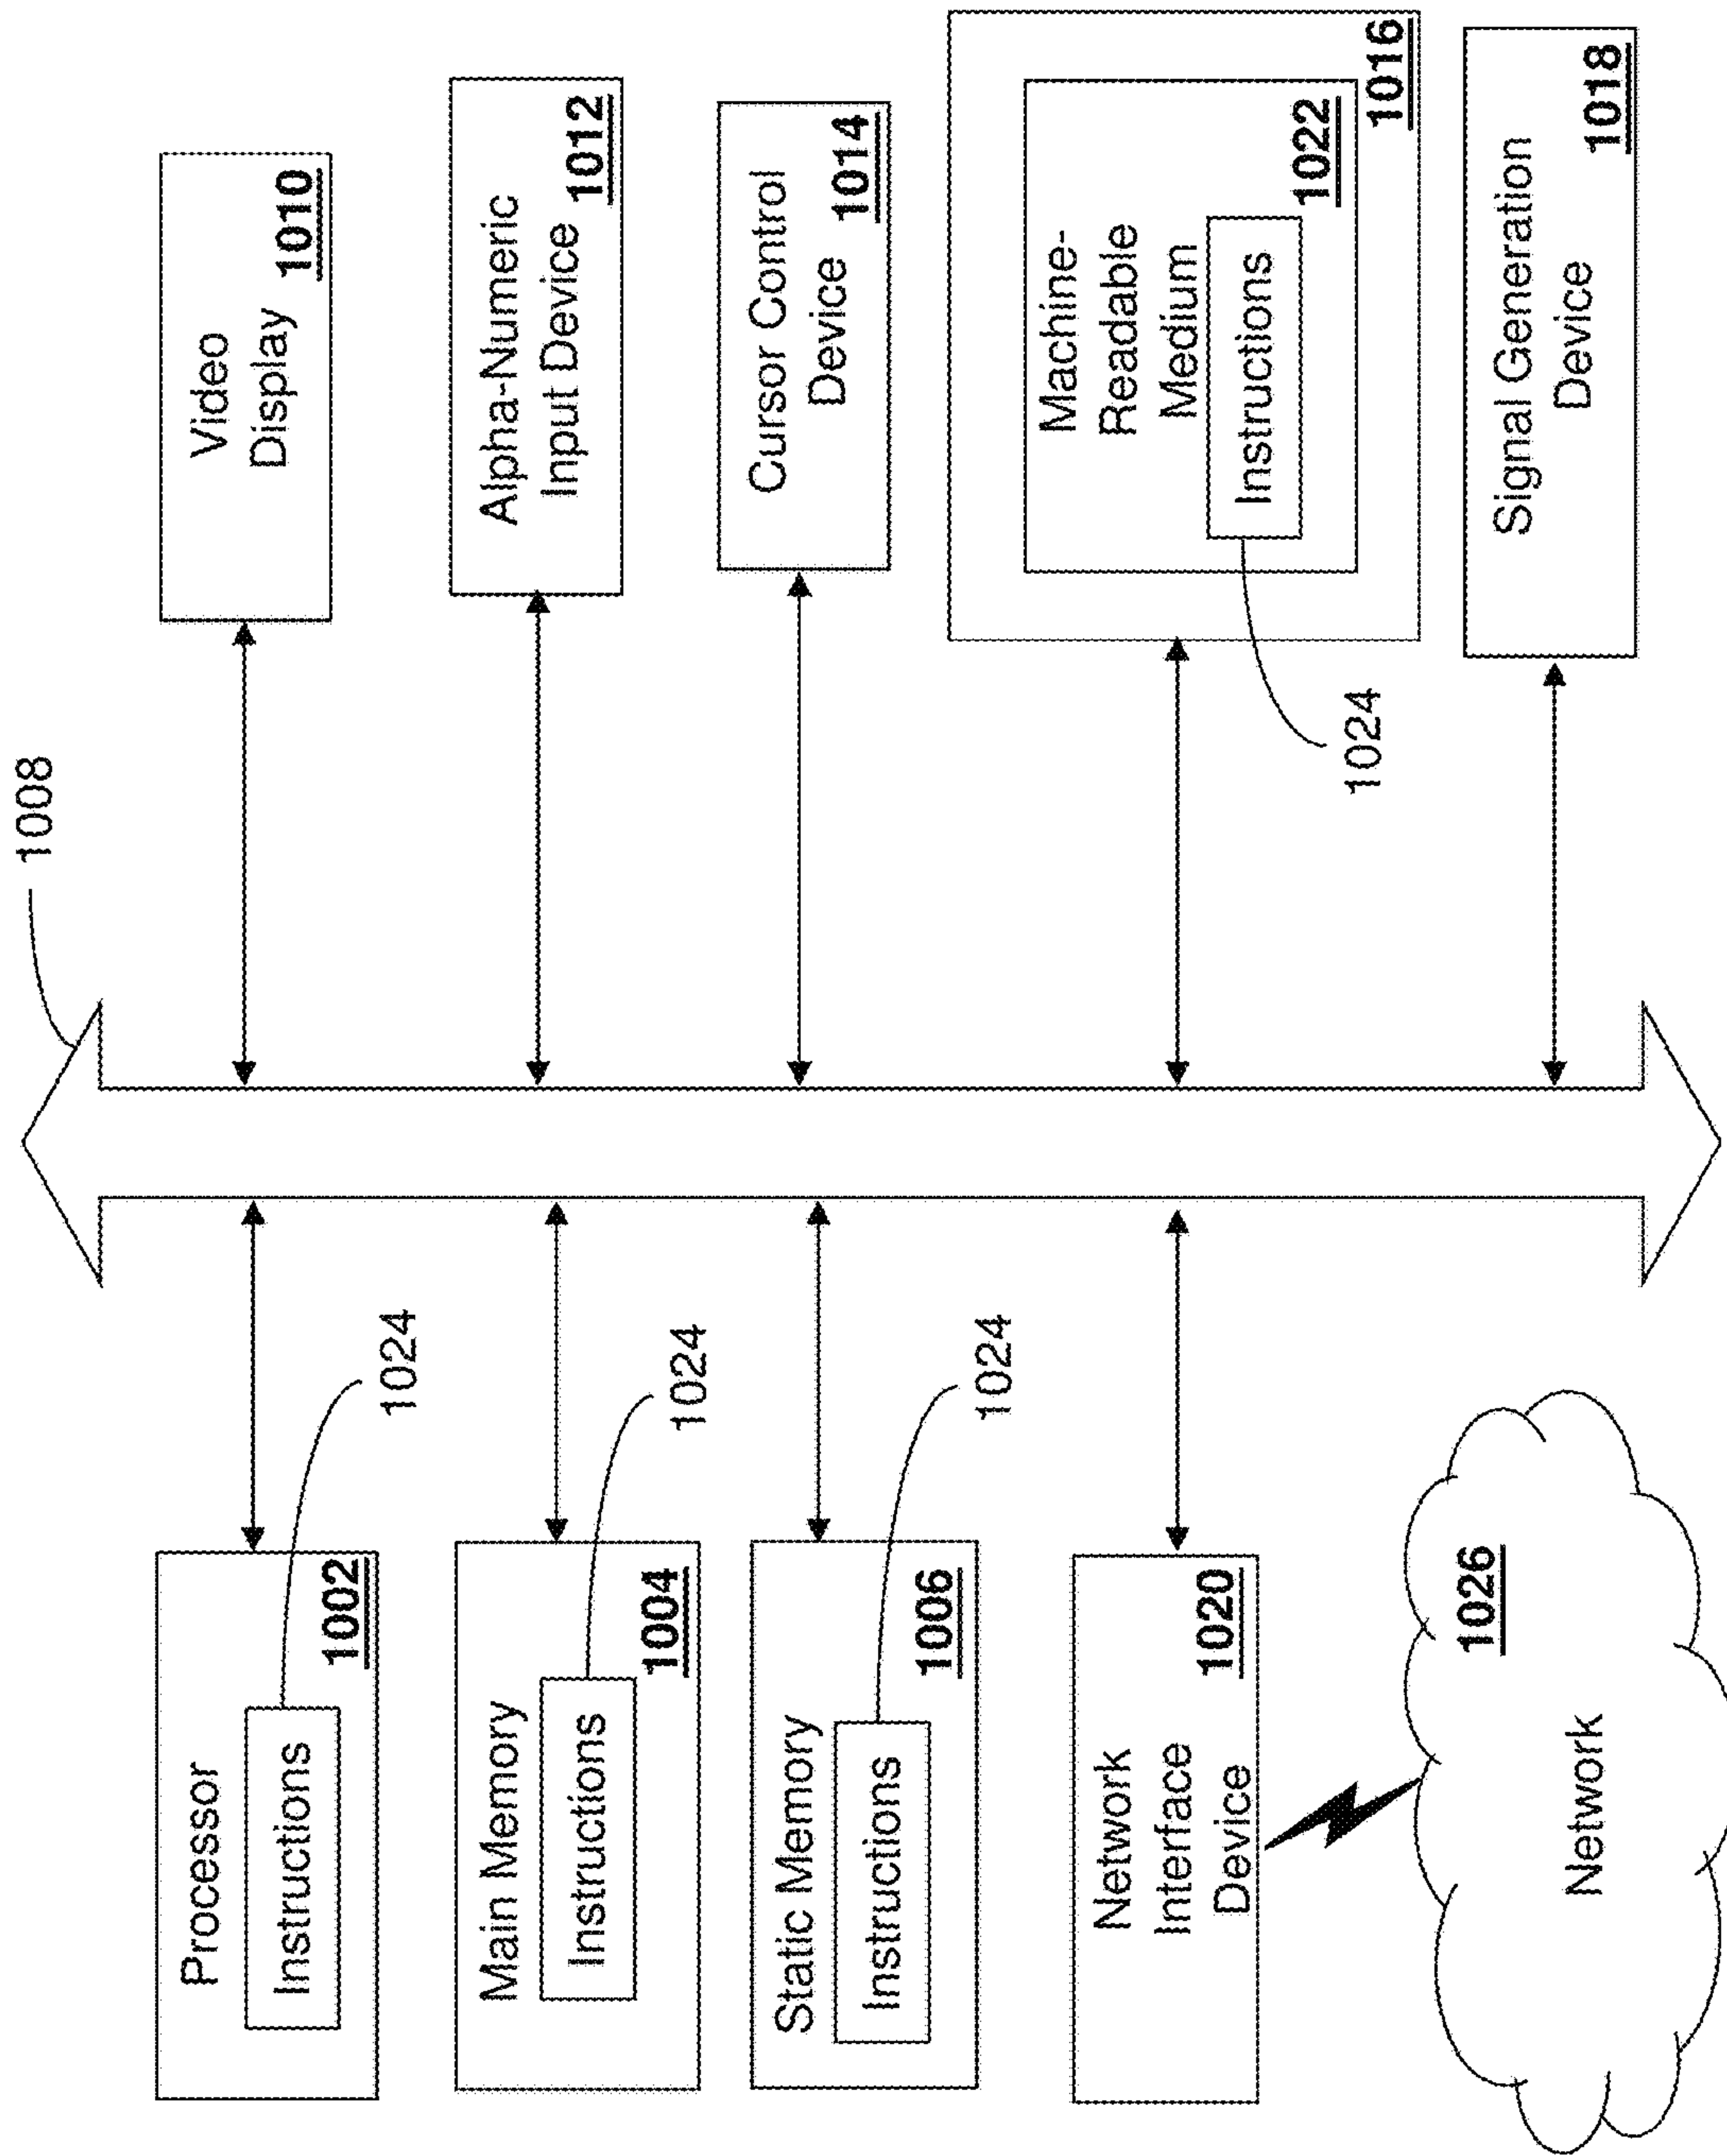 1008
Processor
Instructions
1002
1024
Main Memory
Instructions
1004
1024
Static Memory
Instructions
1006
1024
Network
Interface
Device
1020
1026
Network
Video
Display
1010
Alpha-Numeric
Input Device
1012
Cursor Control
Device
1014
Machine-
Readable
Medium
1022
Instructions
1016
1024
Signal Generation
Device
1018